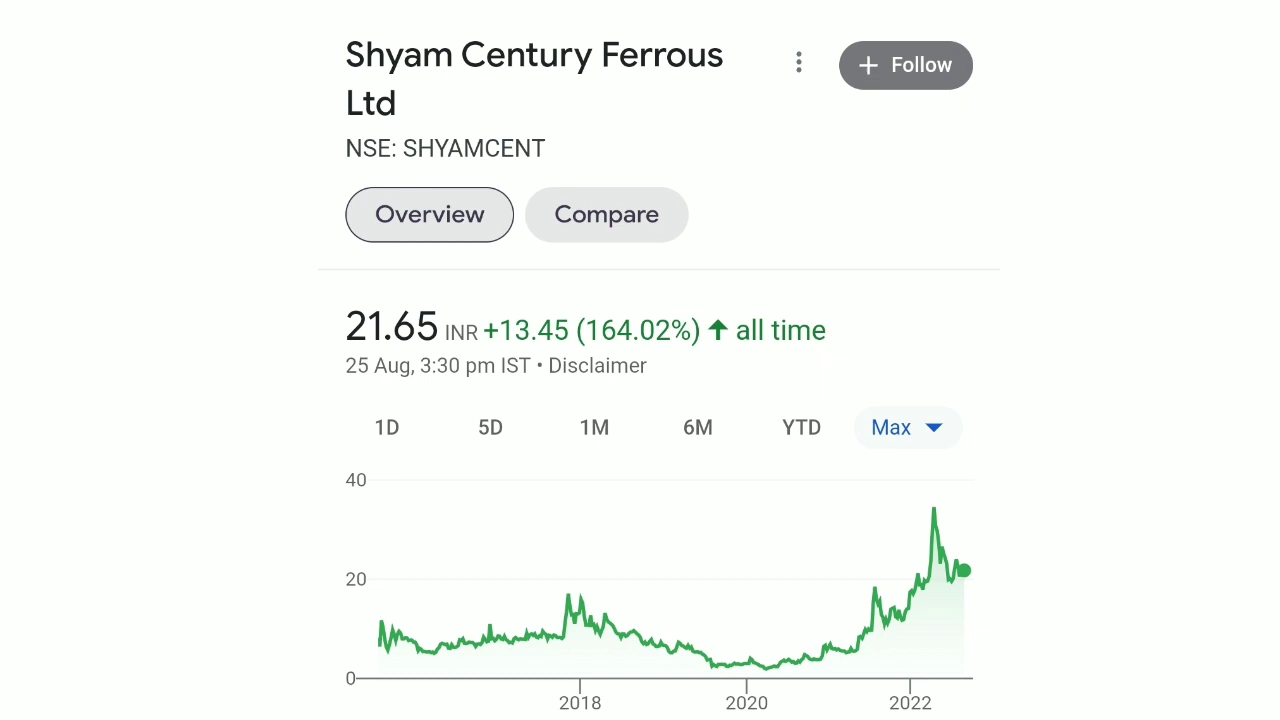 Shyam Century Ferrous
Ltd
+ Follow
NSE: SHYAMCENT
Overview
Compare
21.65 INR +13.45 (164.02%) ↑ all time
25 Aug, 3:30 pm IST • Disclaimer
1D 5D 1M 6M YTD Max
40
20
0
2018 2020 2022